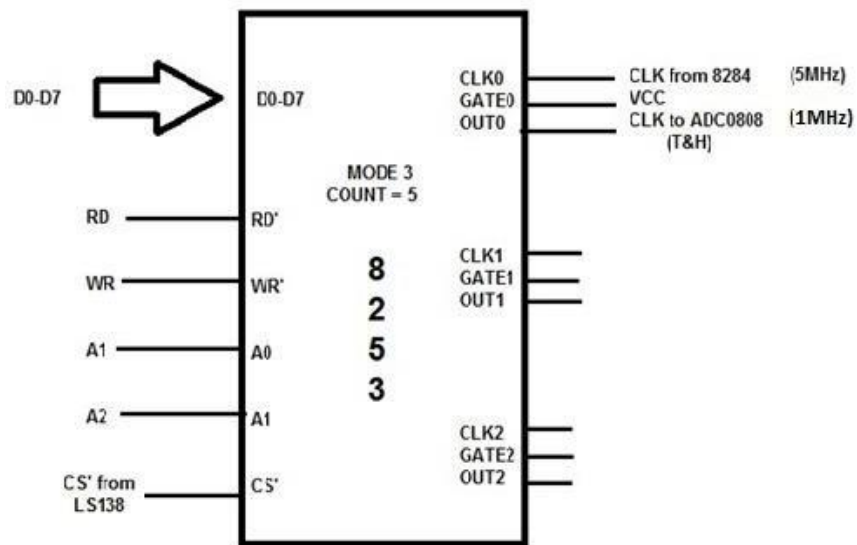 D0-D7
D0-D7
RD
RD'
WR
WR'
A1
A0
A2
A1
CS' from
LS138
CS'
MODE 3
COUNT = 5
8
2
5
3
CLK0
CLK from 8284 (5MHz)
GATE0
VCC
OUT0
CLK to ADC0808 (1MHz)
(T&H)
CLK1
GATE1
OUT1
CLK2
GATE2
OUT2